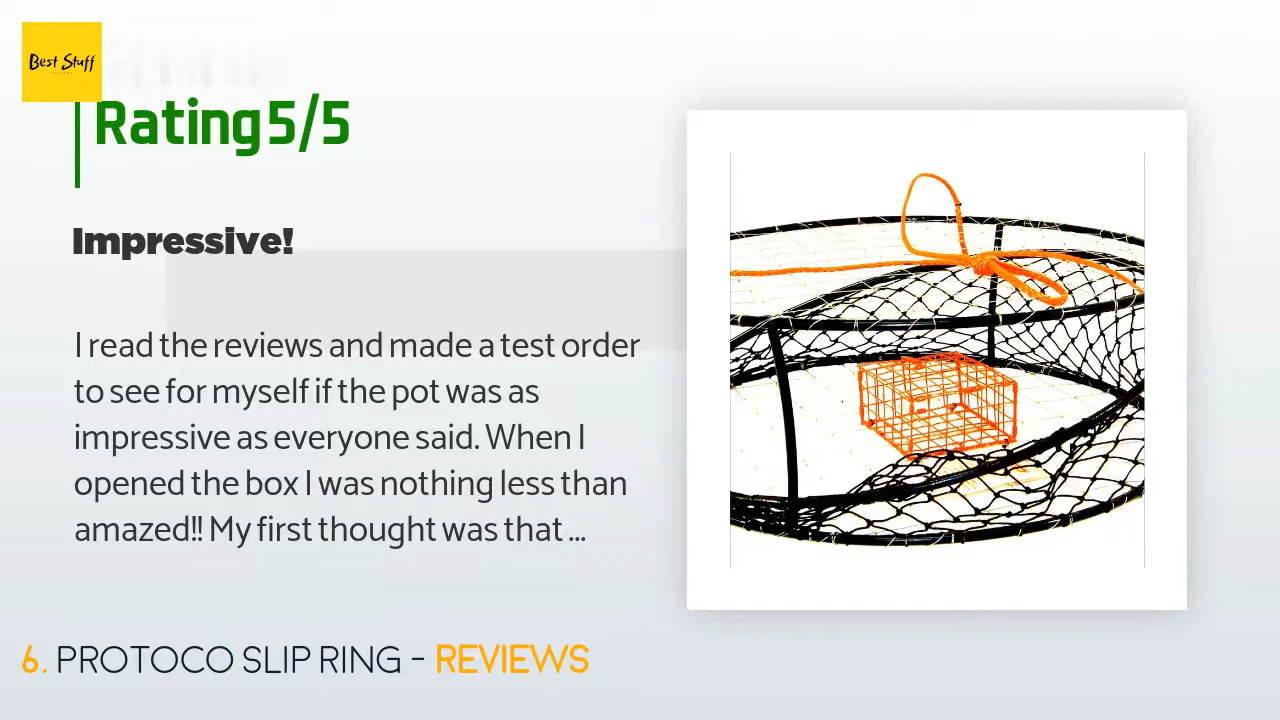 Best Stuff
Rating 5/5
Impressive!
I read the reviews and made a test order
to see for myself if the pot was as
impressive as everyone said. When I
opened the box I was nothing less than
amazed!! My first thought was that ...
6. PROTOCO SLIP RING - REVIEWS